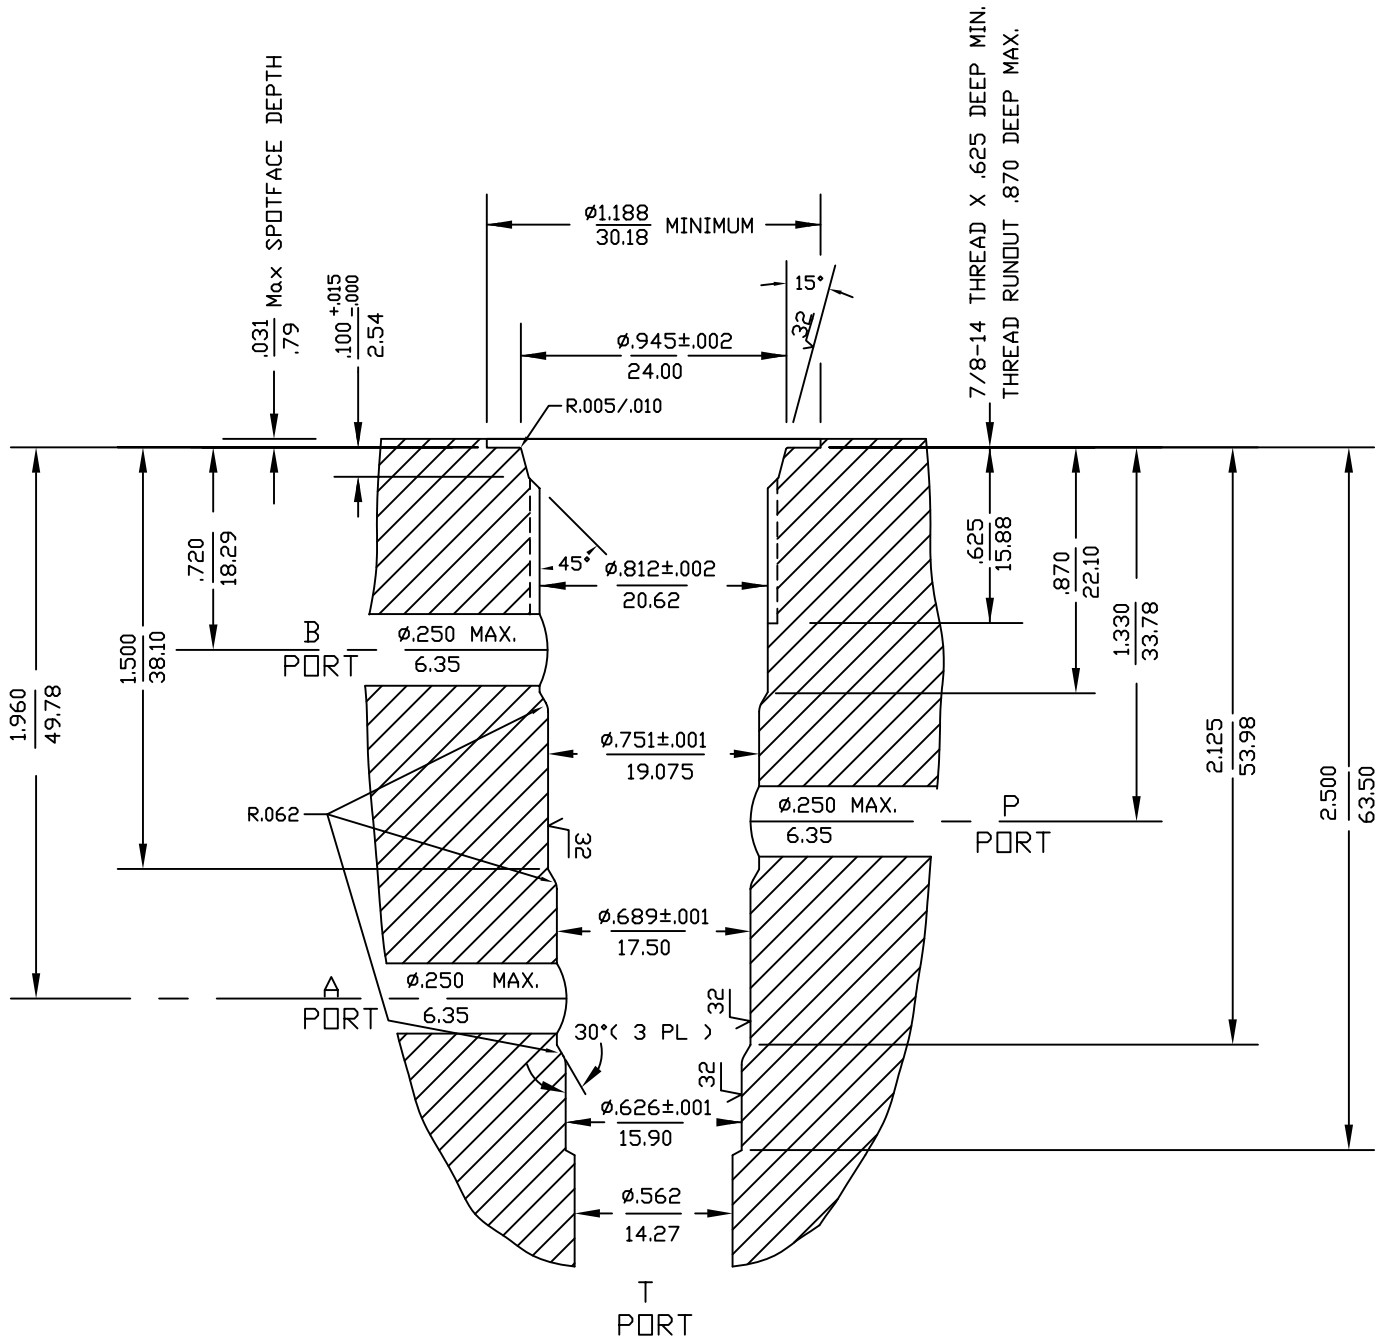 7/8-14 THREAD X .625 DEEP MIN.
THREAD RUNOUT .870 DEEP MAX.
.031 Max SPOTFACE DEPTH
.79
.100 +.015 -.000
2.54
Ø1.188 MINIMUM
30.18
15°
32
Ø.945±.002
24.00
R.005/.010
.720
18.29
45°
Ø.812±.002
20.62
.625
15.88
.870
22.10
1.330
33.78
B
PORT
Ø.250 MAX.
6.35
1.500
38.10
1.960
49.78
Ø.751±.001
19.075
2.125
53.98
2.500
63.50
R.062
32
Ø.250 MAX.
6.35
P
PORT
Ø.689±.001
17.50
A
PORT
Ø.250 MAX.
6.35
32
30°( 3 PL )
32
Ø.626±.001
15.90
Ø.562
14.27
T
PORT